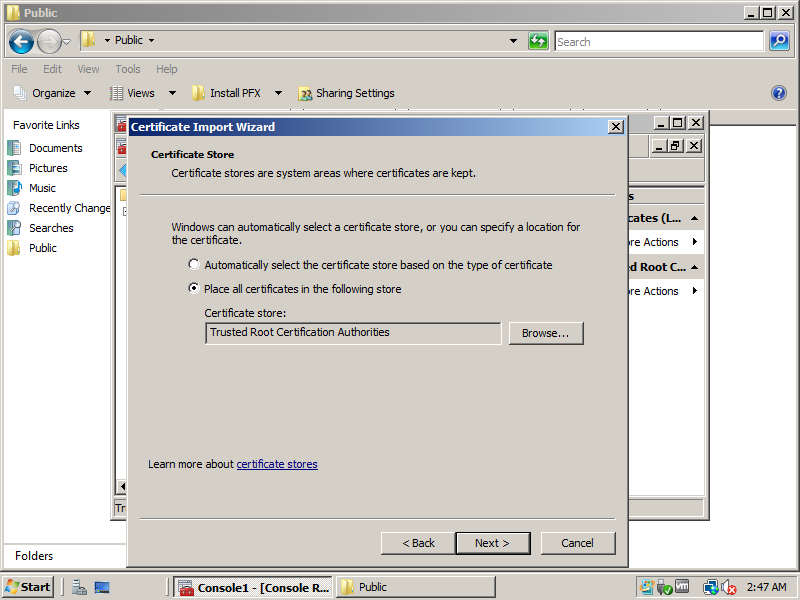 Public
Public
Search
File Edit View Tools Help
Organize Views Install PFX Sharing Settings
Favorite Links
Documents
Pictures
Music
Recently Change
Searches
Public
Folders
Certificate Import Wizard
Certificate Store
Certificate stores are system areas where certificates are kept.
Windows can automatically select a certificate store, or you can specify a location for
the certificate.
Automatically select the certificate store based on the type of certificate
Place all certificates in the following store
Certificate store:
Trusted Root Certification Authorities
Browse...
Learn more about certificate stores
< Back Next > Cancel
s
cates (L...
re Actions
d Root C...
re Actions
Tr
Start Console1 - [Console R... Public 2:47 AM